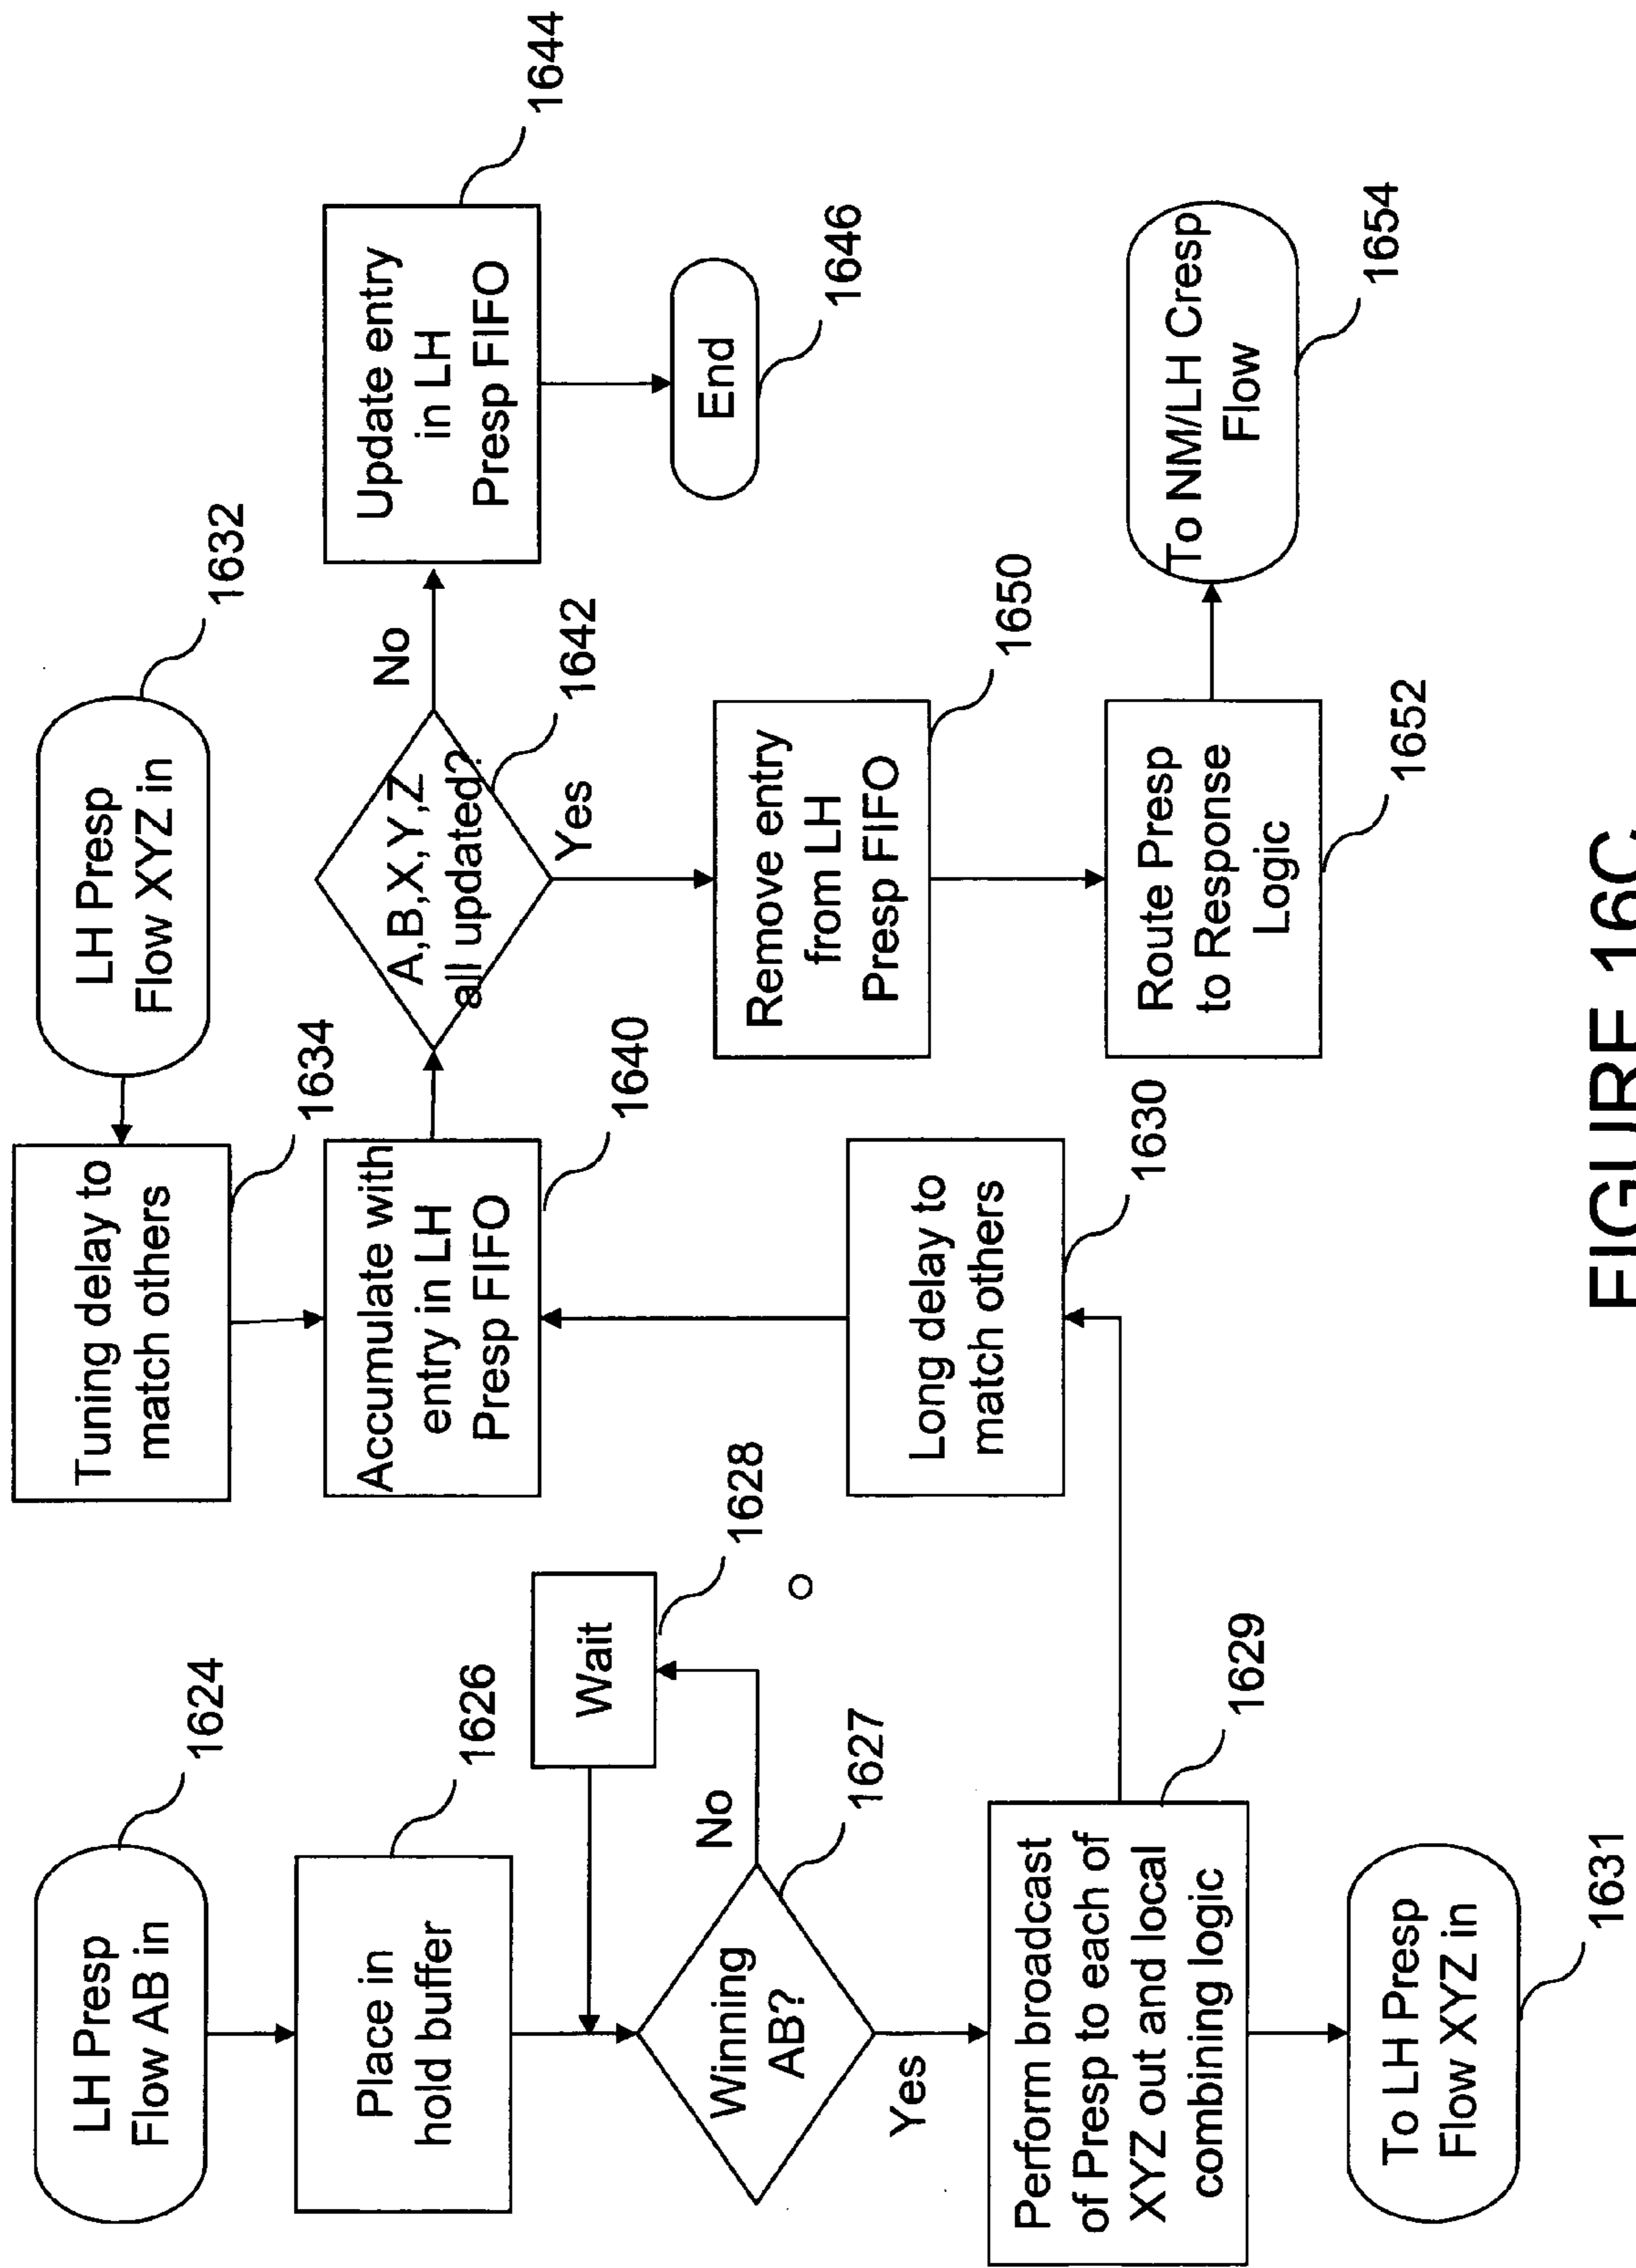 LH Presp
Flow AB in
1624
Place in
hold buffer
1626
Wait
1628
Winning
AB?
No
1627
Yes
Perform broadcast
of Presp to each of
XYZ out and local
combining logic
1629
To LH Presp
Flow XYZ in
1631
LH Presp
Flow XYZ in
1632
Tuning delay to
match others
1634
Accumulate with
entry in LH
Presp FIFO
1640
Long delay to
match others
1630
A,B,X,Y,Z
all updated?
No
1642
Yes
Update entry
in LH
Presp FIFO
1644
End
1646
Remove entry
from LH
Presp FIFO
1650
Route Presp
to Response
Logic
1652
To NM/LH Cresp
Flow
1654
FIGURE 16C